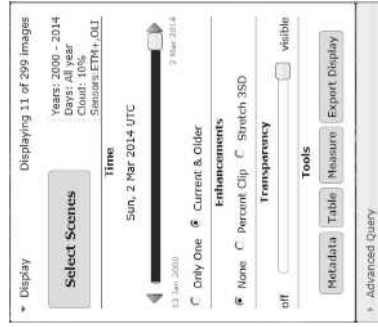 Display
Displaying 11 of 299 images
Select Scenes
Years: 2000 - 2014
Days: All year
Cloud: 10%
Sensors:ETM+,OLI
Time
Sun, 2 Mar 2014 UTC
13 Jan 2000
2 Mar 2014
Only One
Current & Older
Enhancements
None
Percent Clip
Stretch 3SD
Transparency
off
visible
Tools
Metadata
Table
Measure
Export Display
Advanced Query